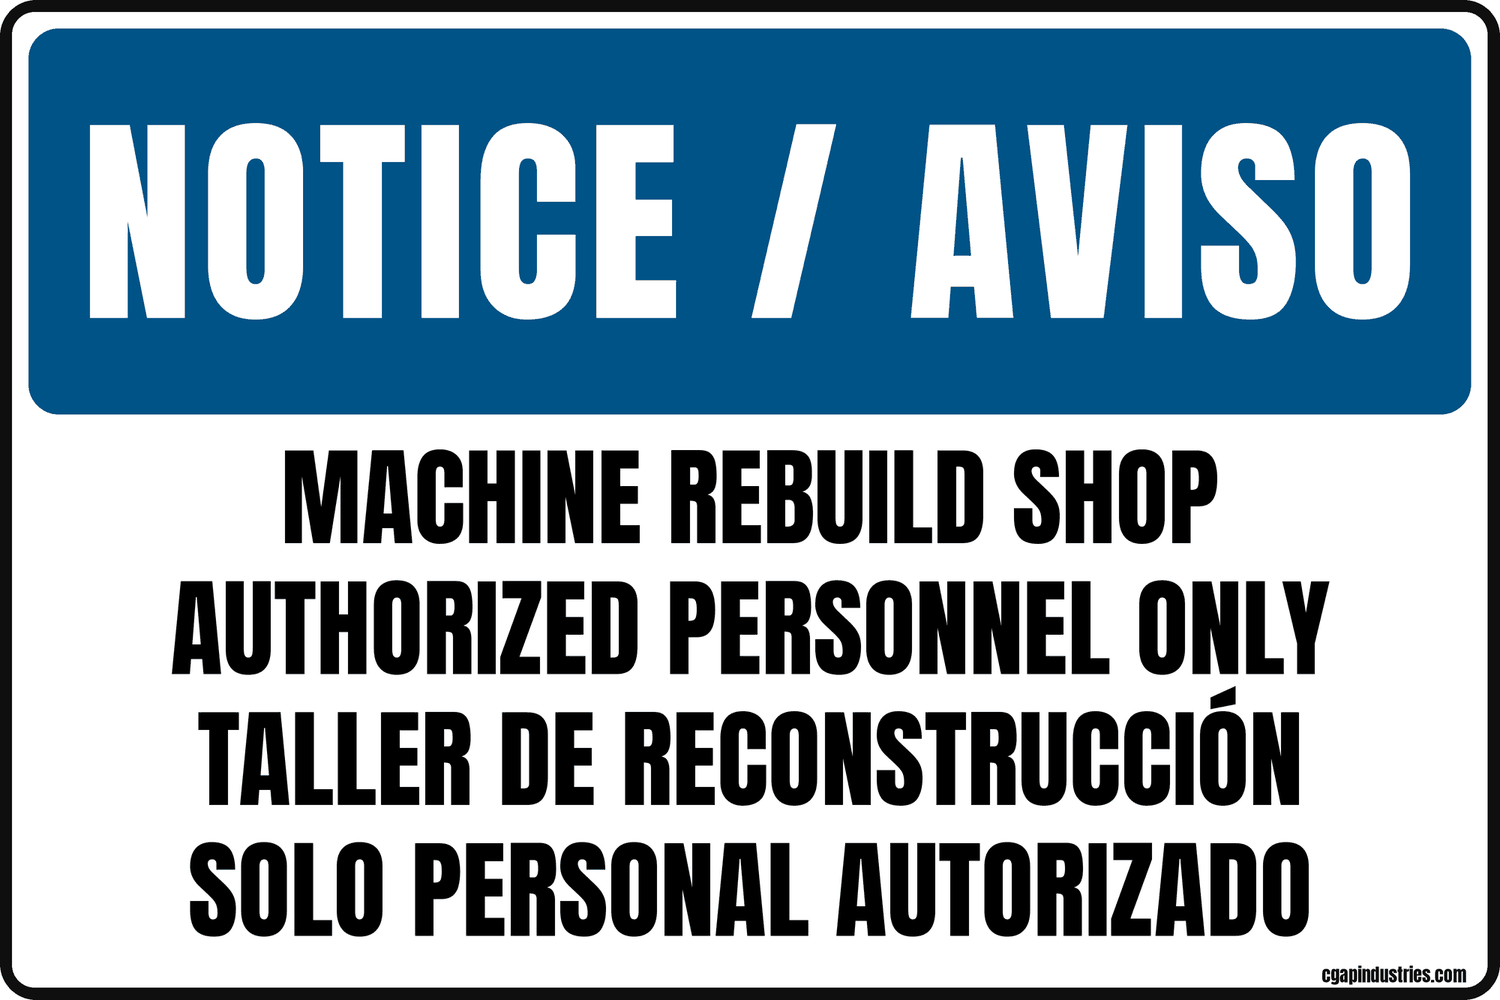 NOTICE / AVISO
MACHINE REBUILD SHOP
AUTHORIZED PERSONNEL ONLY
TALLER DE RECONSTRUCCIÓN
SOLO PERSONAL AUTORIZADO
cgapindustries.com